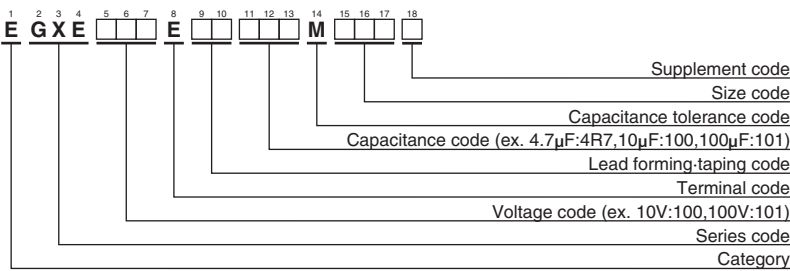 1 2 3 4 5 6 7 8 9 10 11 12 13 14 15 16 17 18
E GXE □□□ E □□ □□□ M □□□ □
Supplement code
Size code
Capacitance tolerance code
Capacitance code (ex. 4.7µF:4R7,10µF:100,100µF:101)
Lead forming·taping code
Terminal code
Voltage code (ex. 10V:100,100V:101)
Series code
Category